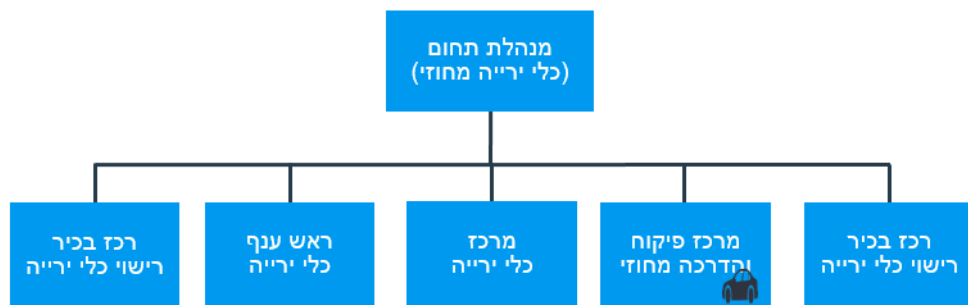 מנהלת תחום
(כלי ירייה מחוזי)
רכז בכיר
רישוי כלי ירייה
מרכז פיקוח
והדרכה מחוזי
מרכז
כלי ירייה
ראש ענף
כלי ירייה
רכז בכיר
רישוי כלי ירייה